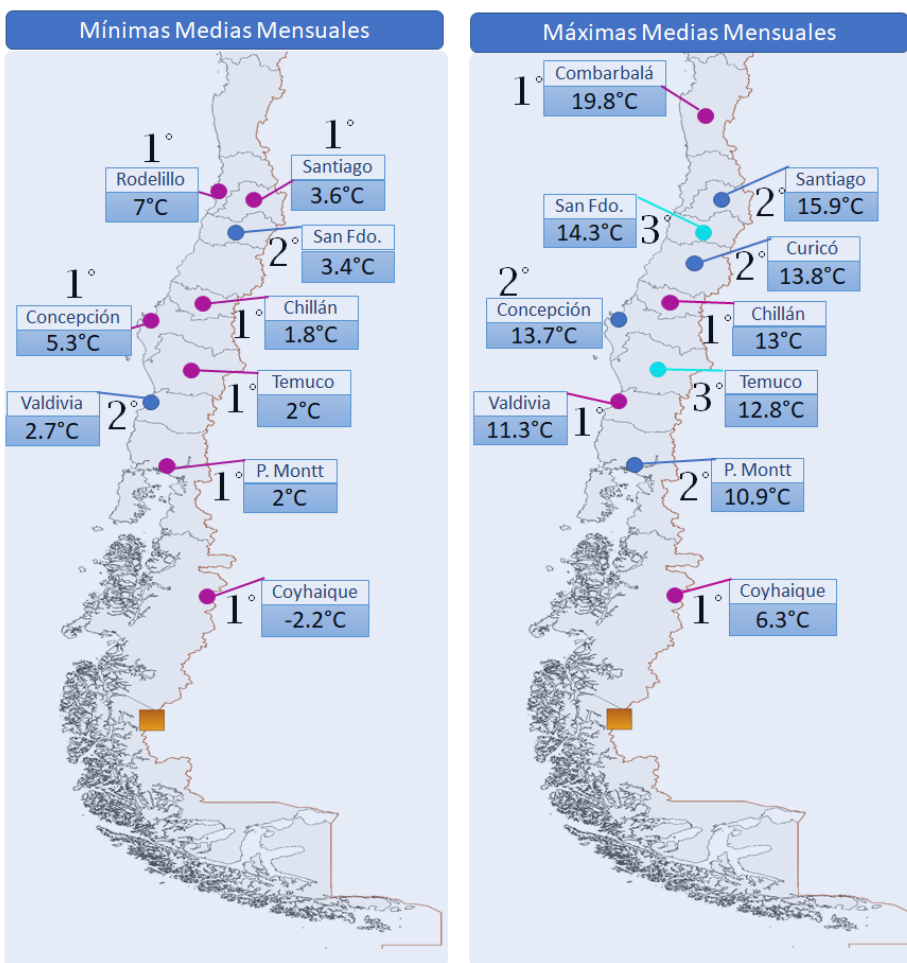 Mínimas Medias Mensuales
1°
Rodelillo
7°C
1°
Santiago
3.6°C
2°
San Fdo.
3.4°C
1°
Concepción
5.3°C
1°
Chillán
1.8°C
1°
Temuco
2°C
Valdivia
2.7°C
2°
1°
P. Montt
2°C
1°
Coyhaique
-2.2°C
Máximas Medias Mensuales
1°
Combarbalá
19.8°C
2°
Santiago
15.9°C
San Fdo.
14.3°C
3°
2°
Curicó
13.8°C
2°
Concepción
13.7°C
1°
Chillán
13°C
3°
Temuco
12.8°C
Valdivia
11.3°C
1°
2°
P. Montt
10.9°C
1°
Coyhaique
6.3°C